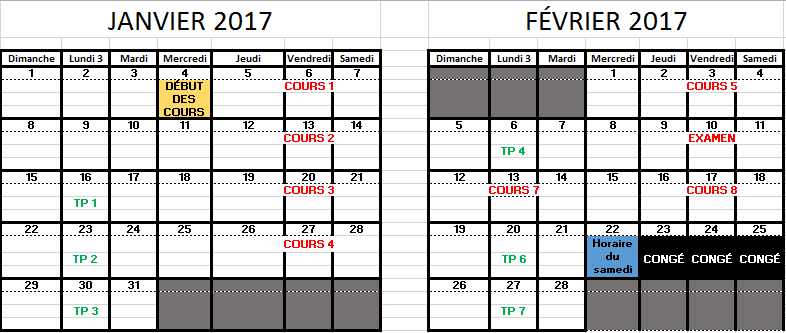 JANVIER 2017
Dimanche Lundi 3 Mardi Mercredi Jeudi Vendredi Samedi
1 2 3 4 5 6 7
DÉBUT DES COURS
COURS 1
8 9 10 11 12 13 14
COURS 2
15 16 17 18 19 20 21
COURS 3
TP 1
22 23 24 25 26 27 28
COURS 4
TP 2
29 30 31
TP 3
FÉVRIER 2017
Dimanche Lundi 3 Mardi Mercredi Jeudi Vendredi Samedi
1 2 3 4
COURS 5
5 6 7 8 9 10 11
EXAMEN
TP 4
12 13 14 15 16 17 18
COURS 7 COURS 8
19 20 21 22 23 24 25
Horaire
du
samedi
TP 6 CONGÉ CONGÉ CONGÉ
26 27 28
TP 7